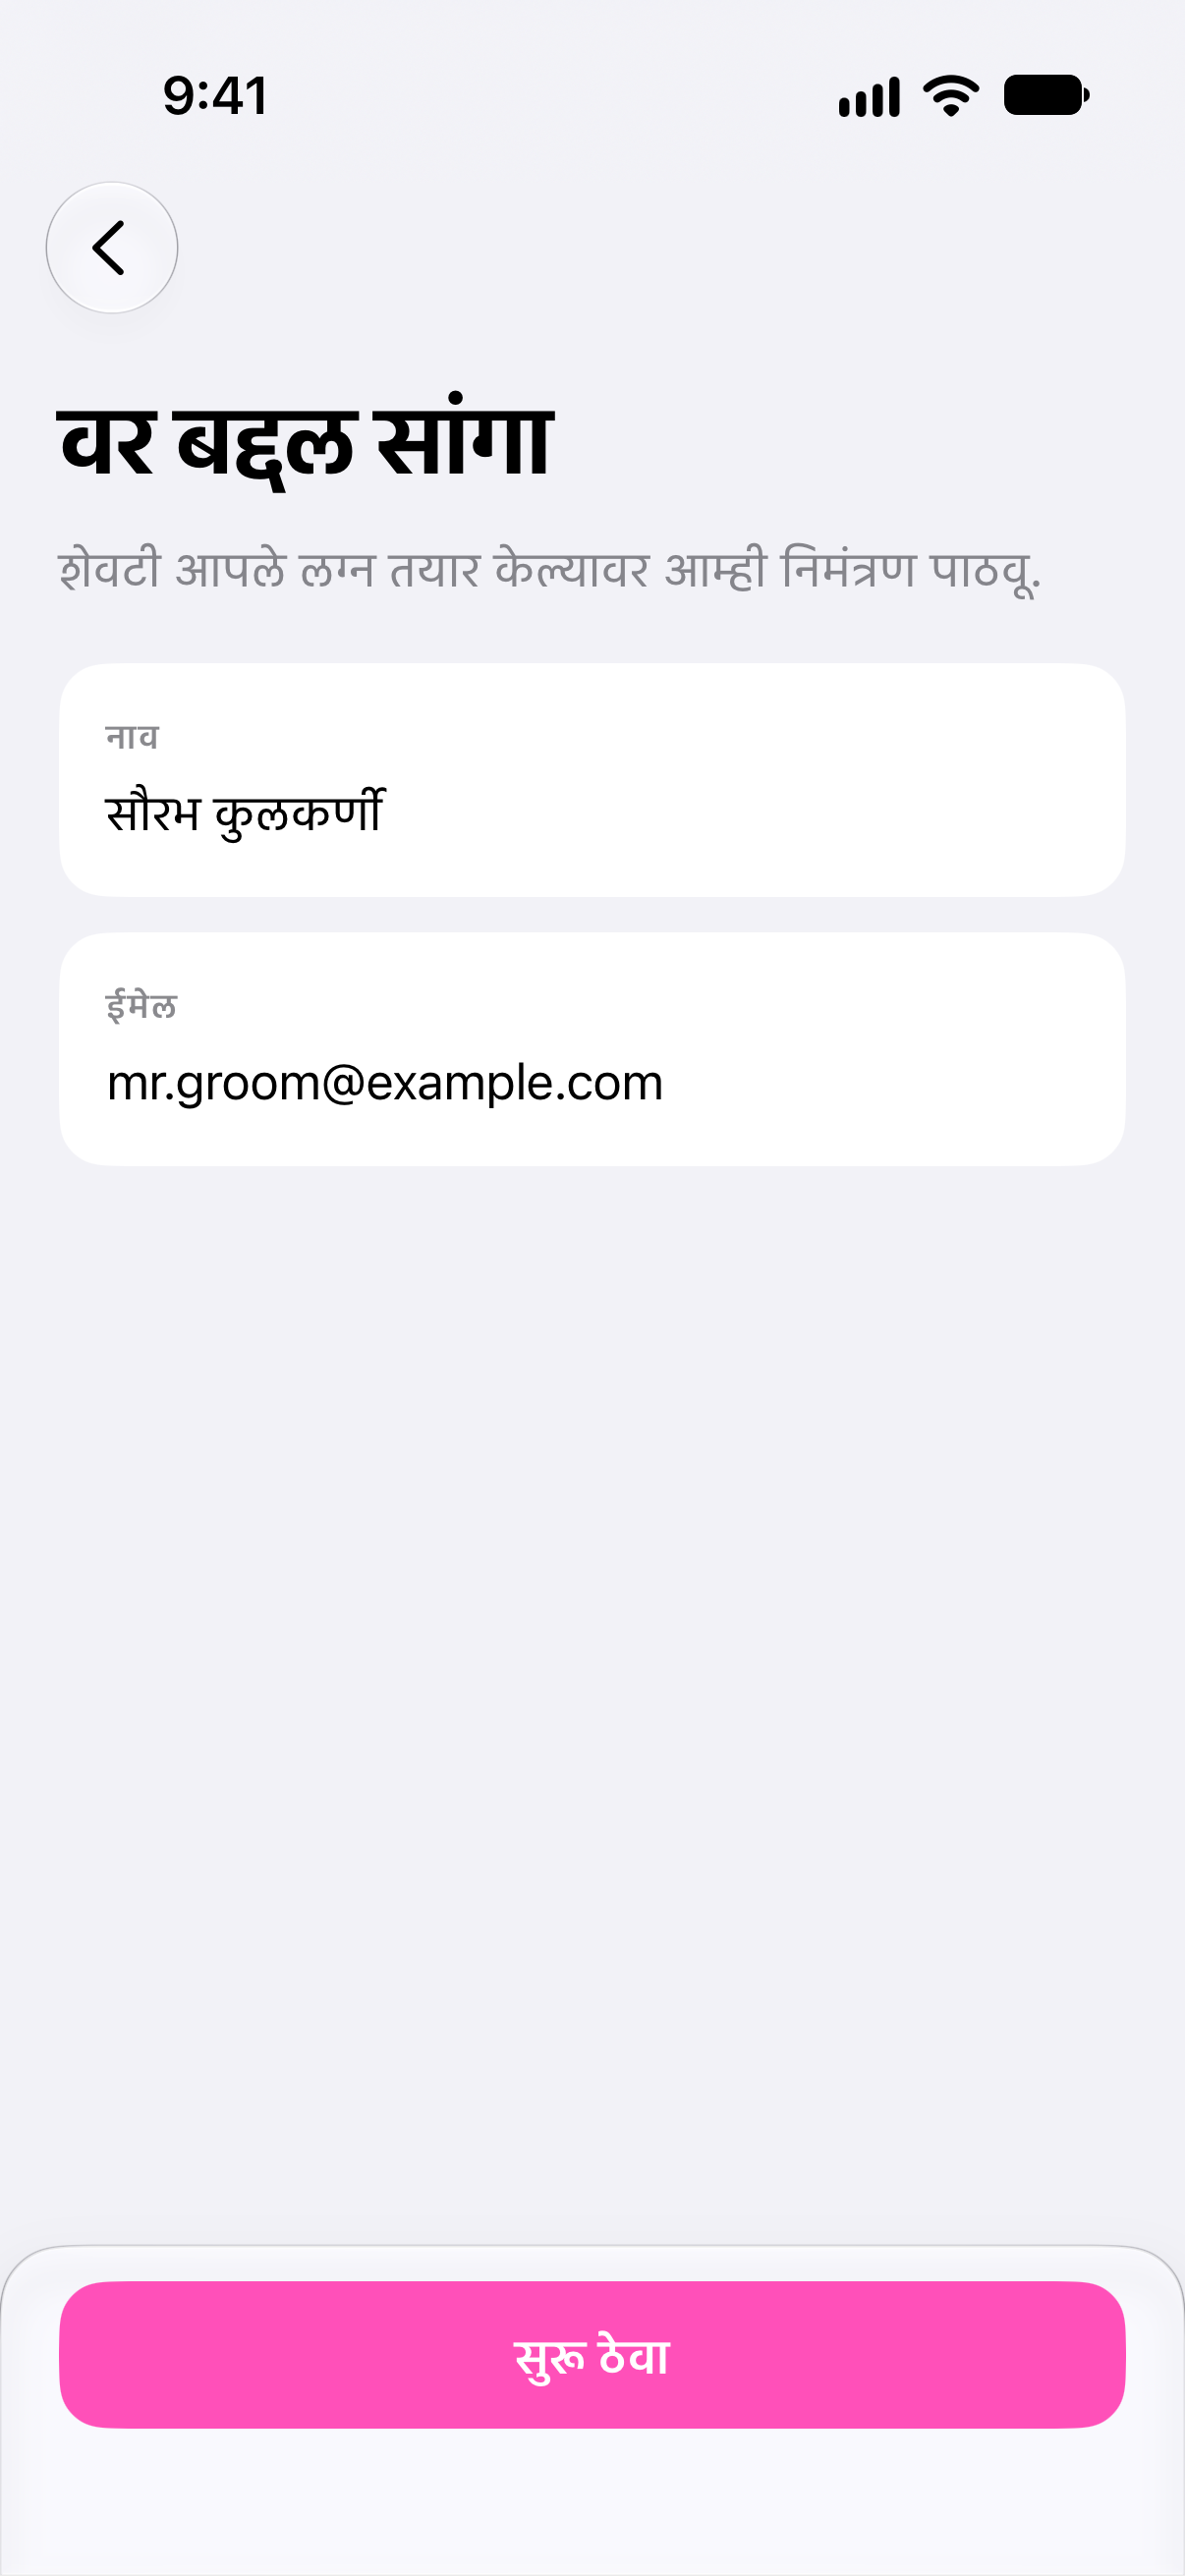 9:41
वर बद्दल सांगा
शेवटी आपले लग्न तयार केल्यावर आम्ही निमंत्रण पाठवू.
नाव
सौरभ कुलकर्णी
ईमेल
mr.groom@example.com
सुरू ठेवा